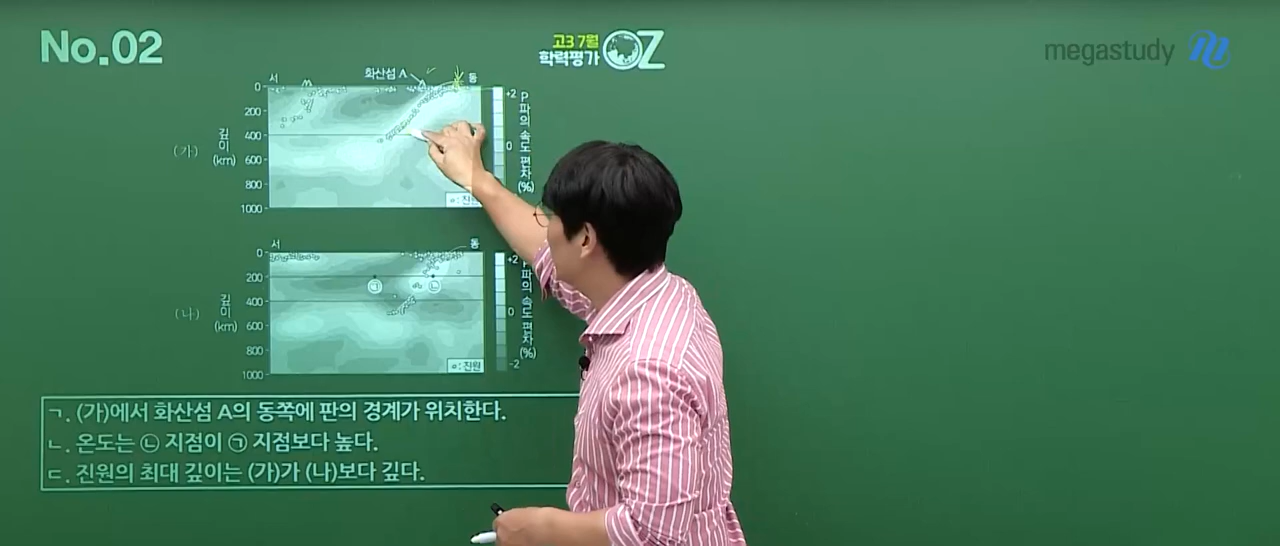 No.02
고3 7월
학력평가 OZ
megastudy
(가)
서
화산섬 A
동
깊이
(km)
0
200
400
600
800
1000
+2
0
P파의 속도 편차(%)
(나)
서
동
깊이
(km)
0
200
400
600
800
1000
㉠
㉡
+2
0
-2
파의 속도 편차(%)
: 진원
ㄱ. (가)에서 화산섬 A의 동쪽에 판의 경계가 위치한다.
ㄴ. 온도는 ㉡ 지점이 ㉠ 지점보다 높다.
ㄷ. 진원의 최대 깊이는 (가)가 (나)보다 깊다.